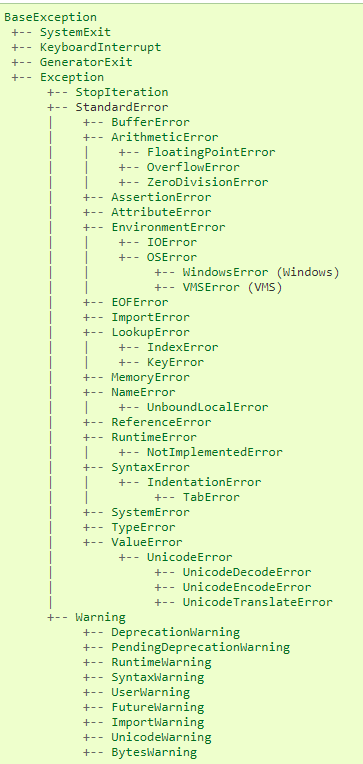 BaseException
 +-- SystemExit
 +-- KeyboardInterrupt
 +-- GeneratorExit
 +-- Exception
      +-- StopIteration
      +-- StandardError
      |    +-- BufferError
      |    +-- ArithmeticError
      |    |    +-- FloatingPointError
      |    |    +-- OverflowError
      |    |    +-- ZeroDivisionError
      |    +-- AssertionError
      |    +-- AttributeError
      |    +-- EnvironmentError
      |    |    +-- IOError
      |    |    +-- OSError
      |    |         +-- WindowsError (Windows)
      |    |         +-- VMSError (VMS)
      |    +-- EOFError
      |    +-- ImportError
      |    +-- LookupError
      |    |    +-- IndexError
      |    |    +-- KeyError
      |    +-- MemoryError
      |    +-- NameError
      |    |    +-- UnboundLocalError
      |    +-- ReferenceError
      |    +-- RuntimeError
      |    |    +-- NotImplementedError
      |    +-- SyntaxError
      |    |    +-- IndentationError
      |    |         +-- TabError
      |    +-- SystemError
      |    +-- TypeError
      |    +-- ValueError
      |         +-- UnicodeError
      |              +-- UnicodeDecodeError
      |              +-- UnicodeEncodeError
      |              +-- UnicodeTranslateError
      +-- Warning
           +-- DeprecationWarning
           +-- PendingDeprecationWarning
           +-- RuntimeWarning
           +-- SyntaxWarning
           +-- UserWarning
           +-- FutureWarning
           +-- ImportWarning
           +-- UnicodeWarning
           +-- BytesWarning